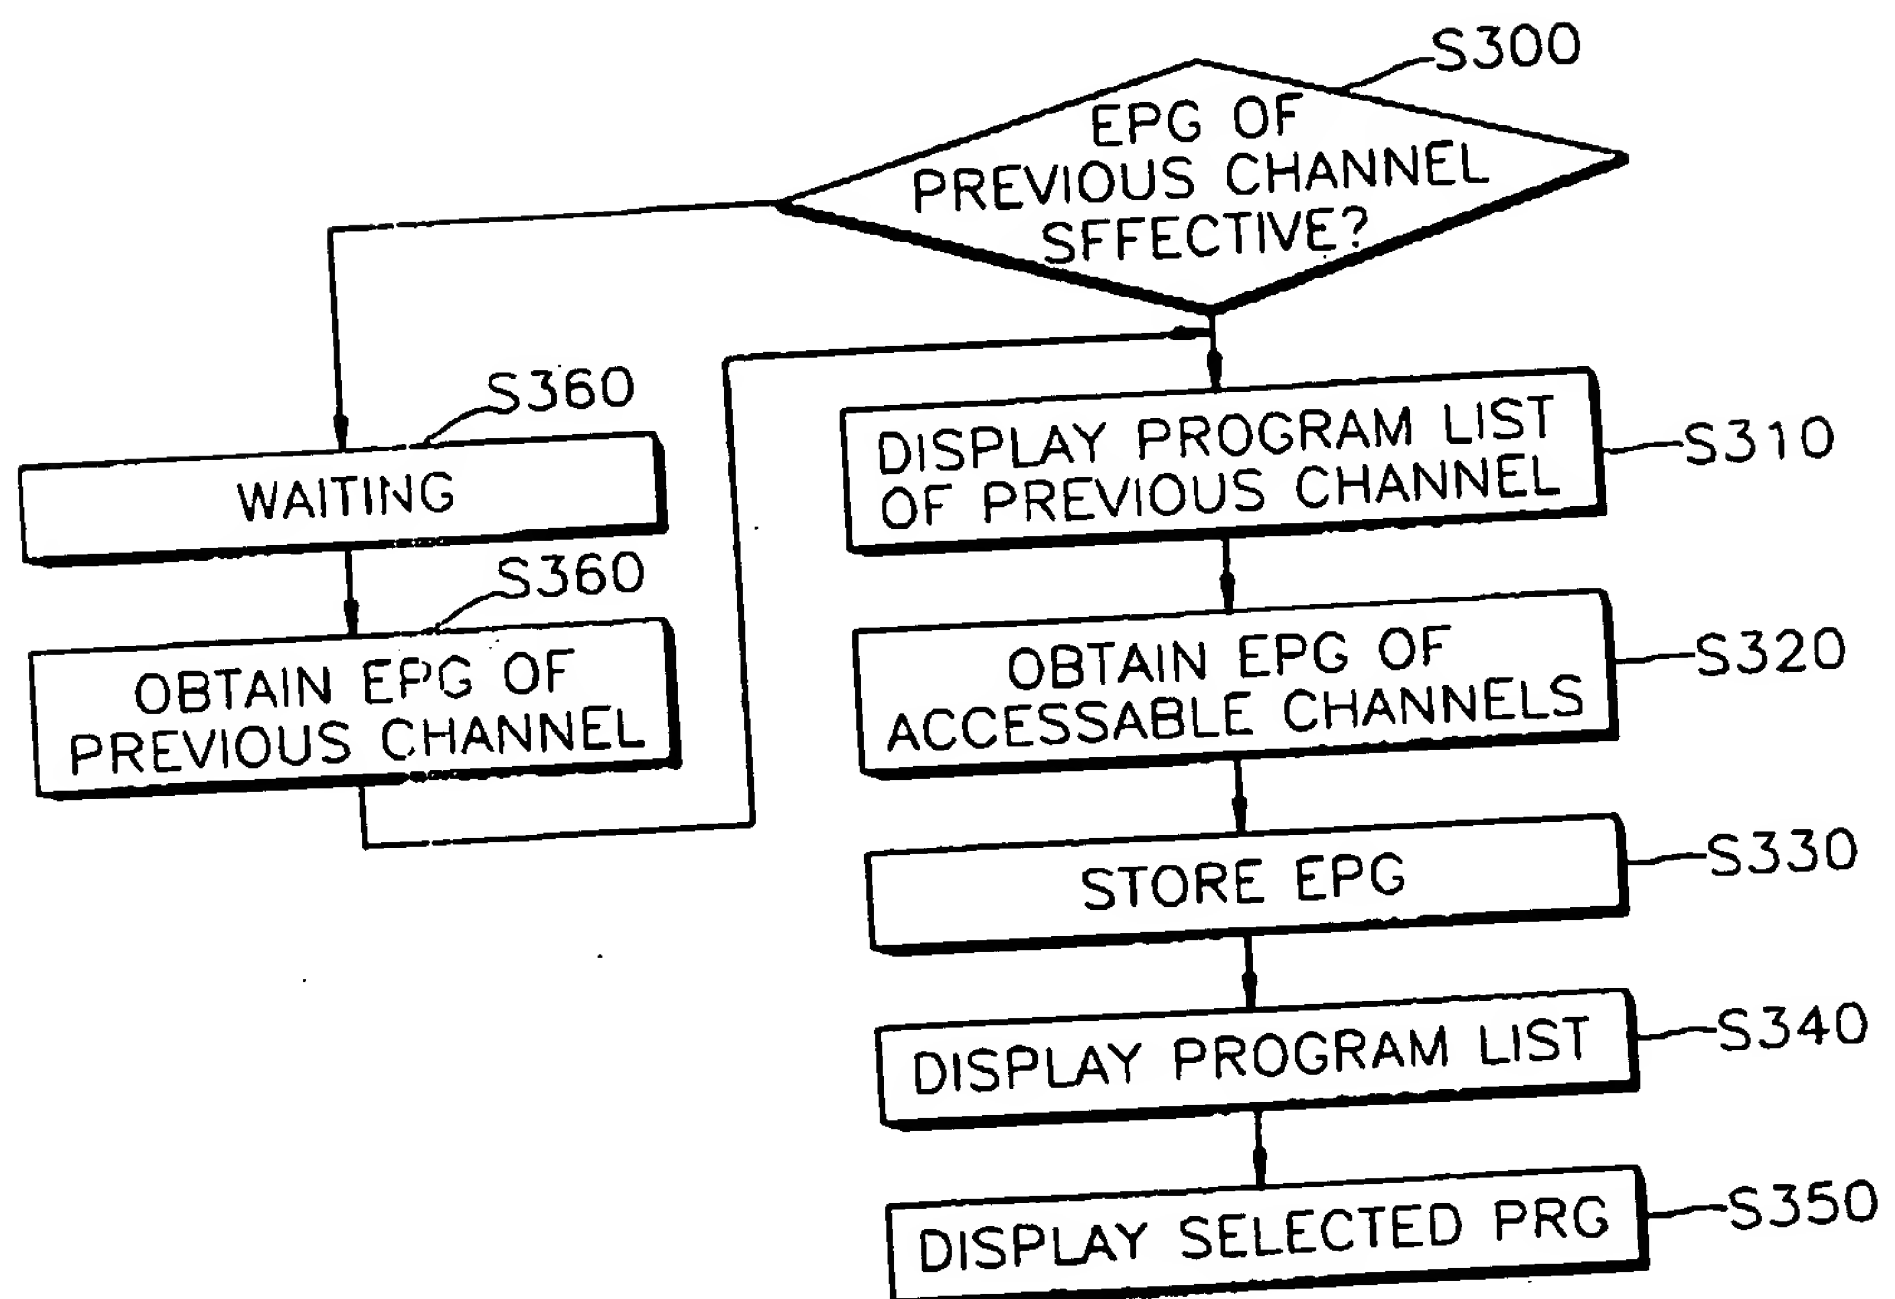 S300
EPG OF
PREVIOUS CHANNEL
SFFECTIVE?
S360
WAITING
S360
OBTAIN EPG OF
PREVIOUS CHANNEL
DISPLAY PROGRAM LIST
OF PREVIOUS CHANNEL
S310
OBTAIN EPG OF
ACCESSABLE CHANNELS
S320
STORE EPG
S330
DISPLAY PROGRAM LIST
S340
DISPLAY SELECTED PRG
S350